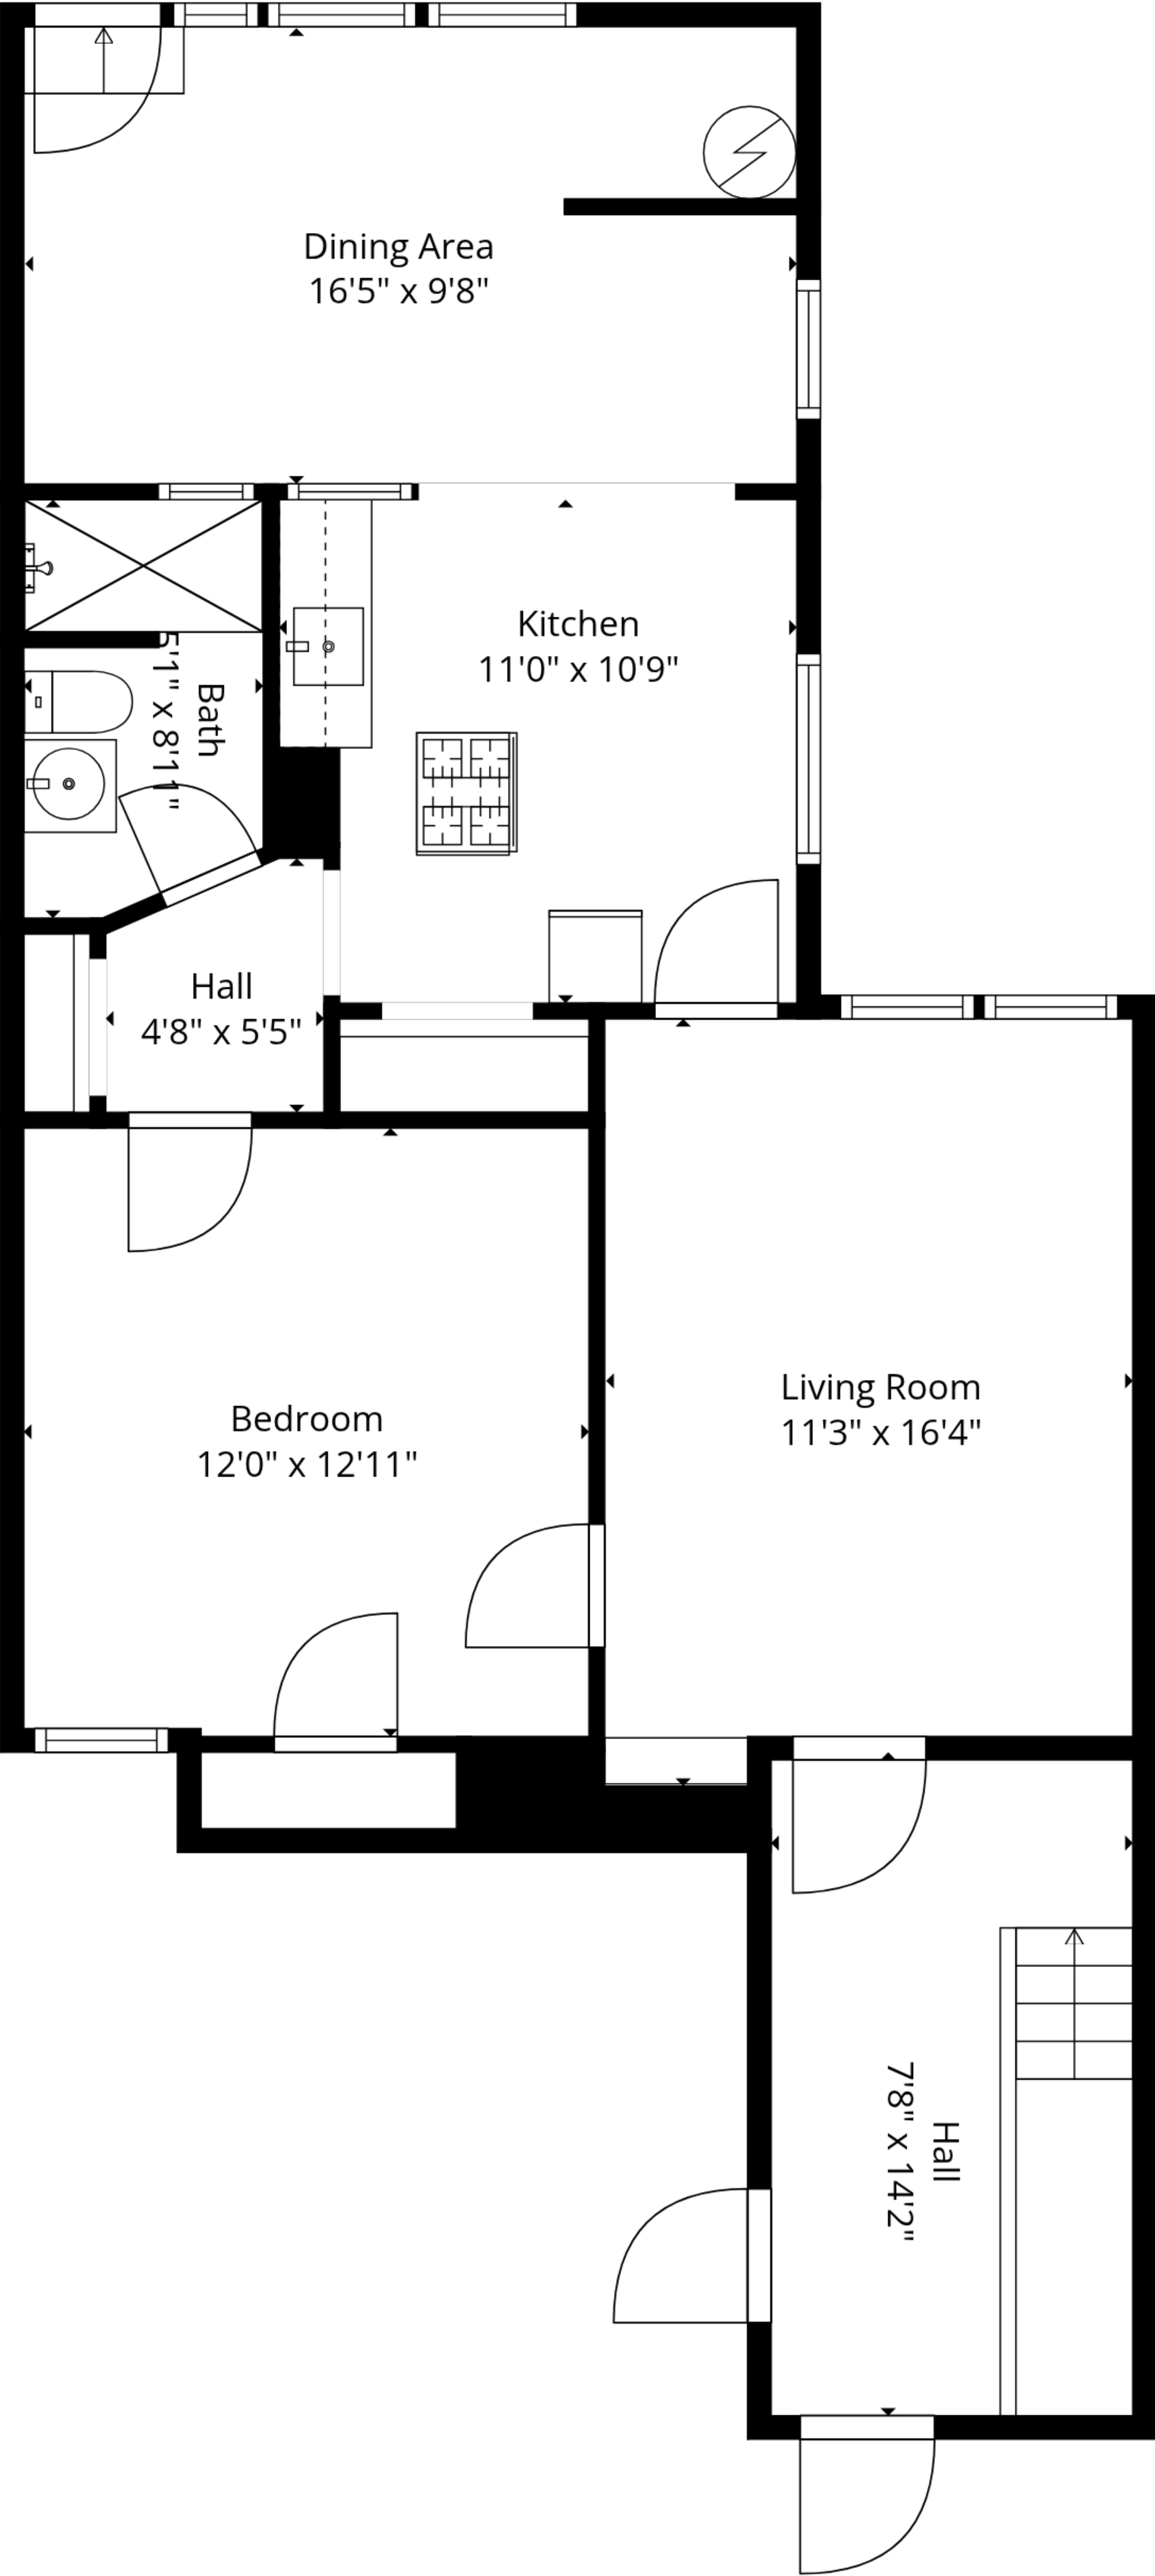 Dining Area
16'5" x 9'8"
Kitchen
11'0" x 10'9"
Bath
5'1" x 8'11"
Hall
4'8" x 5'5"
Living Room
11'3" x 16'4"
Bedroom
12'0" x 12'11"
Hall
7'8" x 14'2"